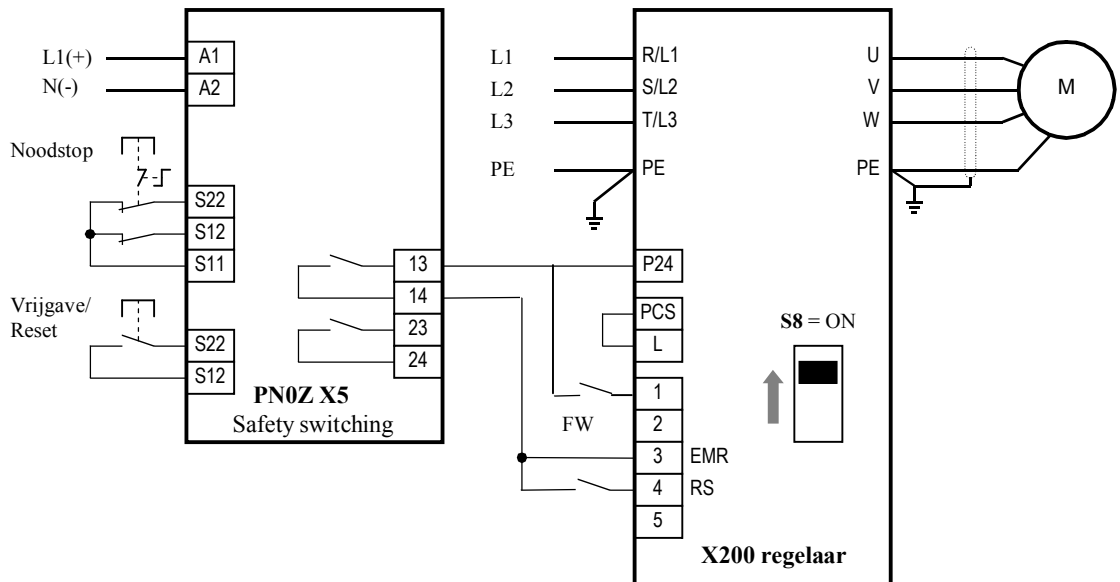 L1(+)
A1
N(-)
A2
Noodstop
S22
S12
S11
Vrijgave/
Reset
S22
S12
13
14
23
24
PN0Z X5
Safety switching
L1
R/L1
L2
S/L2
L3
T/L3
PE
PE
U
V
W
PE
M
P24
PCS
L
S8 = ON
1
FW
2
3
EMR
4
RS
5
X200 regelaar